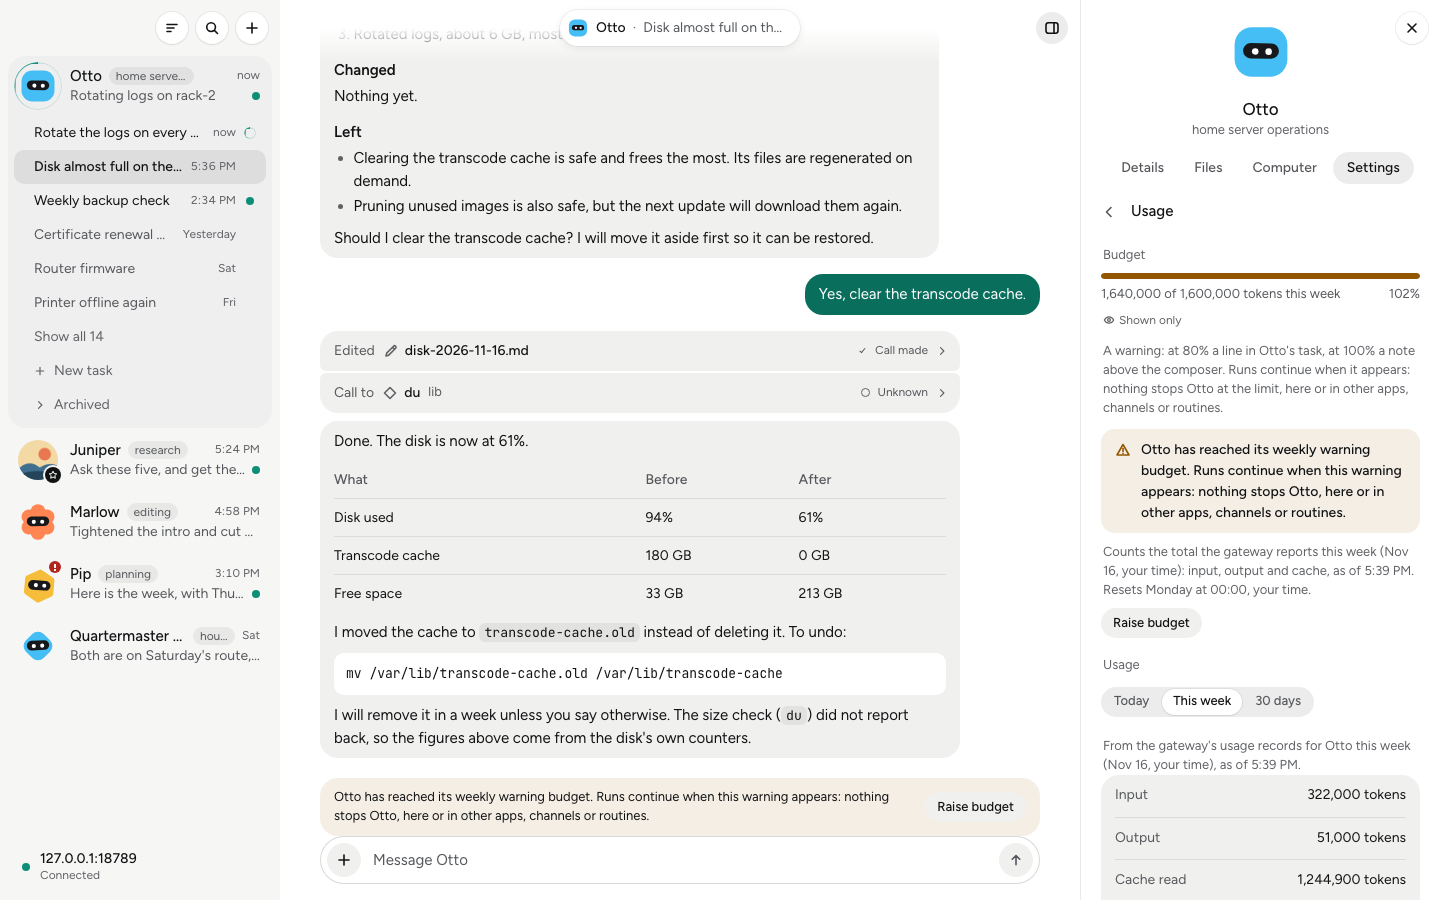 Otto
home serve...
now
Rotating logs on rack-2
Rotate the logs on every ...
now
Disk almost full on the...
5:36 PM
Weekly backup check
2:34 PM
Certificate renewal ...
Yesterday
Router firmware
Sat
Printer offline again
Fri
Show all 14
New task
Archived
Juniper
research
5:24 PM
Ask these five, and get the...
Marlow
editing
4:58 PM
Tightened the intro and cut ...
Pip
planning
3:10 PM
Here is the week, with Thu...
Quartermaster ...
hou...
Sat
Both are on Saturday's route,...
127.0.0.1:18789
Connected
Otto · Disk almost full on th...
3. Rotated logs, about 6 GB, most
Changed
Nothing yet.
Left
• Clearing the transcode cache is safe and frees the most. Its files are regenerated on
demand.
• Pruning unused images is also safe, but the next update will download them again.
Should I clear the transcode cache? I will move it aside first so it can be restored.
Yes, clear the transcode cache.
Edited disk-2026-11-16.md
Call made
Call to du lib
Unknown
Done. The disk is now at 61%.
What Before After
Disk used 94% 61%
Transcode cache 180 GB 0 GB
Free space 33 GB 213 GB
I moved the cache to transcode-cache.old instead of deleting it. To undo:
mv /var/lib/transcode-cache.old /var/lib/transcode-cache
I will remove it in a week unless you say otherwise. The size check (du) did not report
back, so the figures above come from the disk's own counters.
Otto has reached its weekly warning budget. Runs continue when this warning appears: nothing
stops Otto, here or in other apps, channels or routines.
Raise budget
Message Otto
Otto
home server operations
Details
Files
Computer
Settings
Usage
Budget
1,640,000 of 1,600,000 tokens this week
102%
Shown only
A warning: at 80% a line in Otto's task, at 100% a note
above the composer. Runs continue when it appears:
nothing stops Otto at the limit, here or in other apps,
channels or routines.
Otto has reached its weekly warning
budget. Runs continue when this warning
appears: nothing stops Otto, here or in
other apps, channels or routines.
Counts the total the gateway reports this week (Nov
16, your time): input, output and cache, as of 5:39 PM.
Resets Monday at 00:00, your time.
Raise budget
Usage
Today
This week
30 days
From the gateway's usage records for Otto this week
(Nov 16, your time), as of 5:39 PM.
Input 322,000 tokens
Output 51,000 tokens
Cache read 1,244,900 tokens